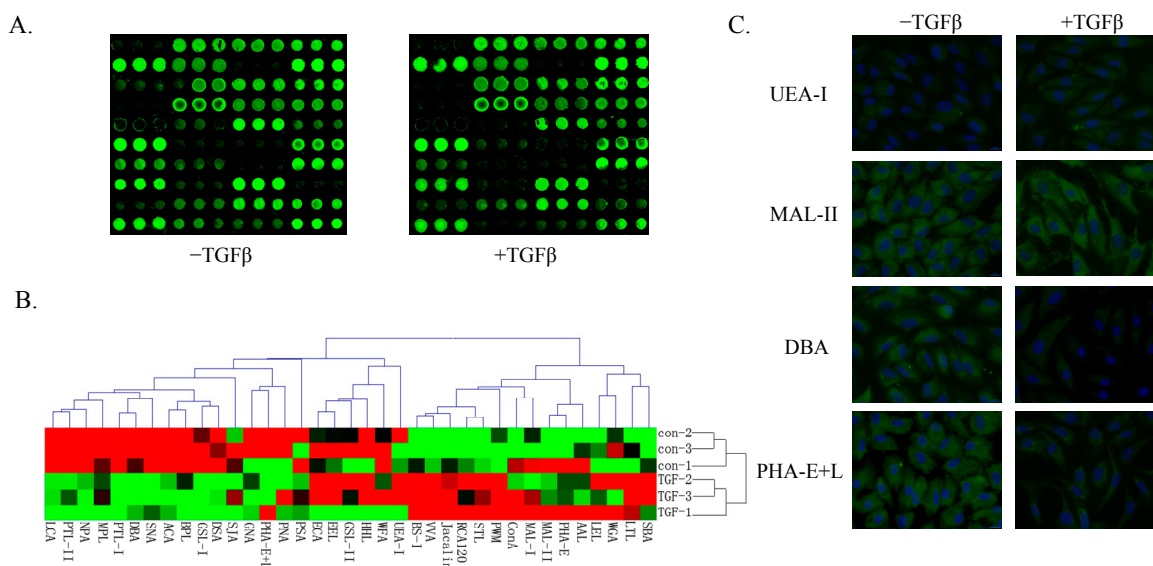 A.
−TGFβ
+TGFβ
B.
con-2
con-3
con-1
TGF-2
TGF-3
TGF-1
LCA
PTL-II
NPA
MPL
PTL-I
DBA
SNA
ACA
BPL
GSL-I
DSA
SJA
GNA
PHA-E+L
PNA
PSA
ECA
EEL
GSL-II
HHL
WFA
UEA-I
BS-I
VVA
Jacalin
RCA120
STL
PWM
ConA
MAL-I
MAL-II
PHA-E
AAL
LEL
WGA
LTL
SBA
C.
−TGFβ
+TGFβ
UEA-I
MAL-II
DBA
PHA-E+L